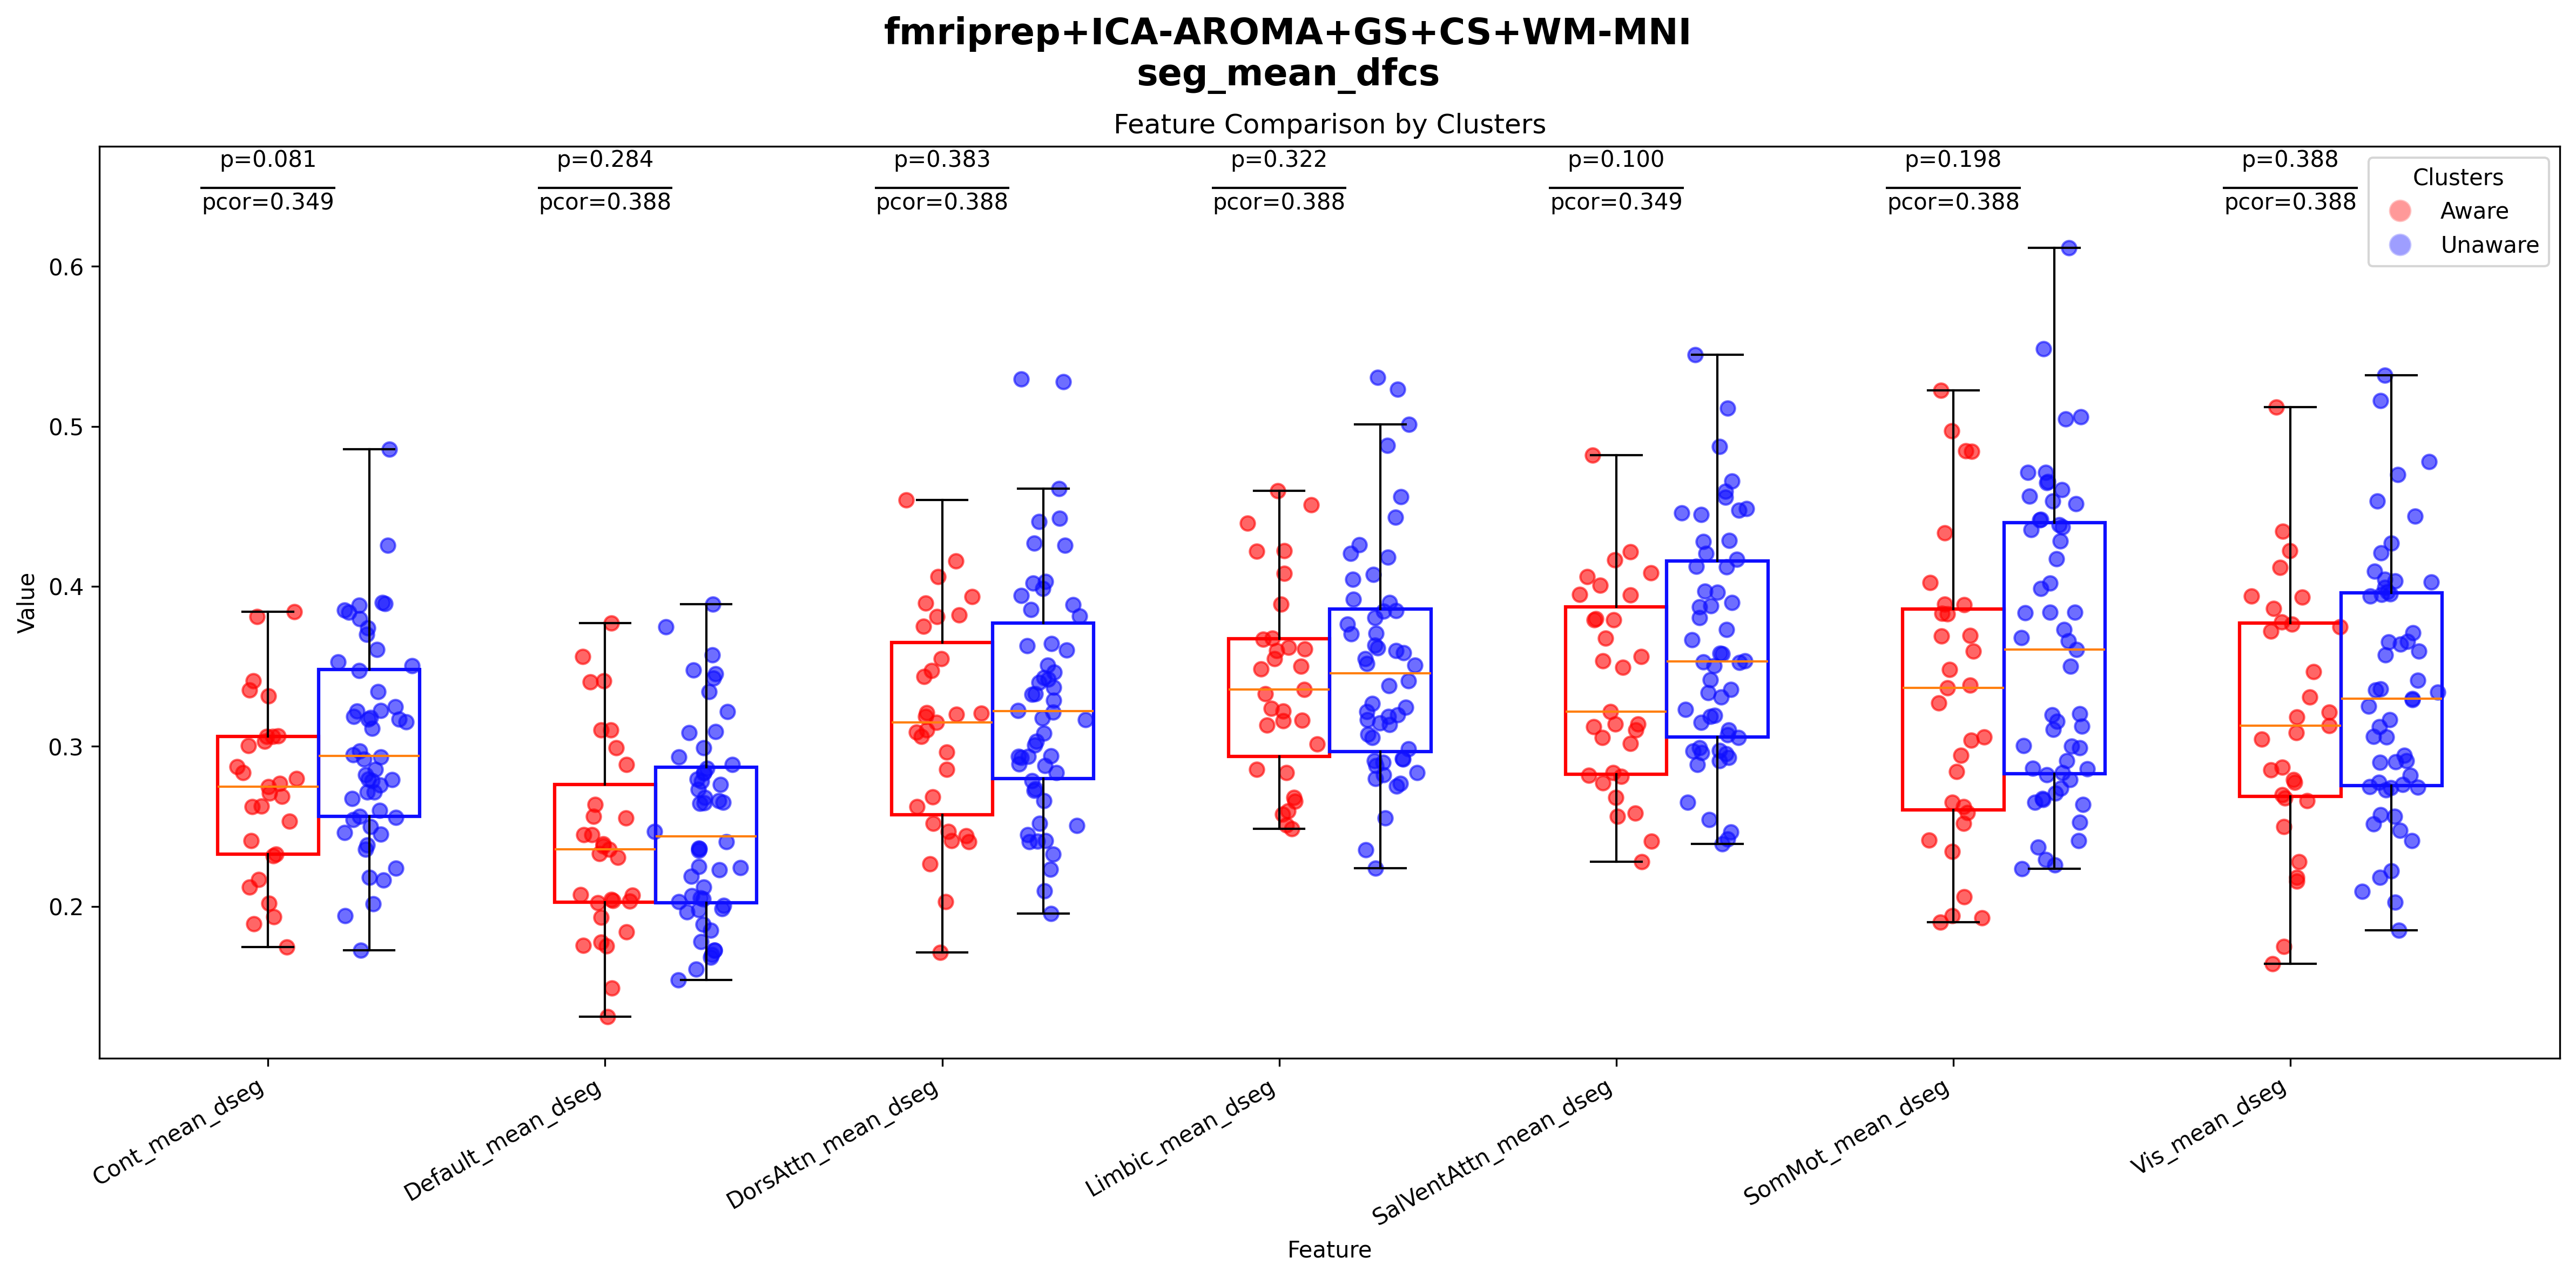 fmriprep+ICA-AROMA+GS+CS+WM-MNI
seg_mean_dfcs
Feature Comparison by Clusters
p=0.081 p=0.284 p=0.383 p=0.322 p=0.100 p=0.198 p=0.388
pcor=0.349 pcor=0.388 pcor=0.388 pcor=0.388 pcor=0.349 pcor=0.388 pcor=0.388
Clusters
Aware
Unaware
0.6
0.5
0.4
0.3
0.2
Value
Cont_mean_dseg
Default_mean_dseg
DorsAttn_mean_dseg
Limbic_mean_dseg
SalVentAttn_mean_dseg
SomMot_mean_dseg
Vis_mean_dseg
Feature